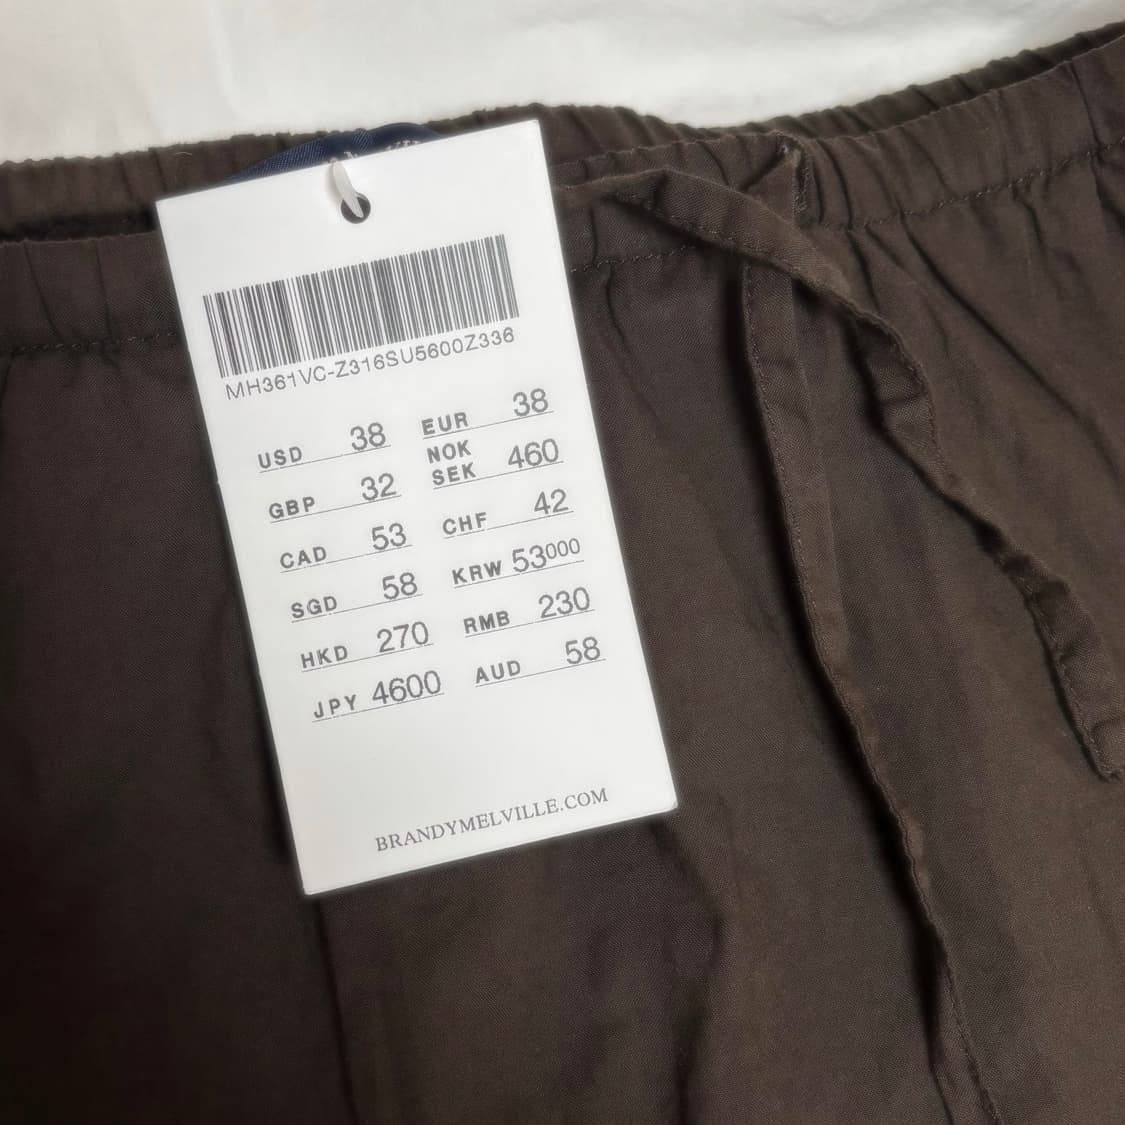 MH361VC-Z316SU5600Z336
USD 38
GBP 32
CAD 53
SGD 58
HKD 270
JPY 4600
EUR 38
NOK
SEK 460
CHF 42
KRW 53000
RMB 230
AUD 58
BRANDYMELVILLE.COM